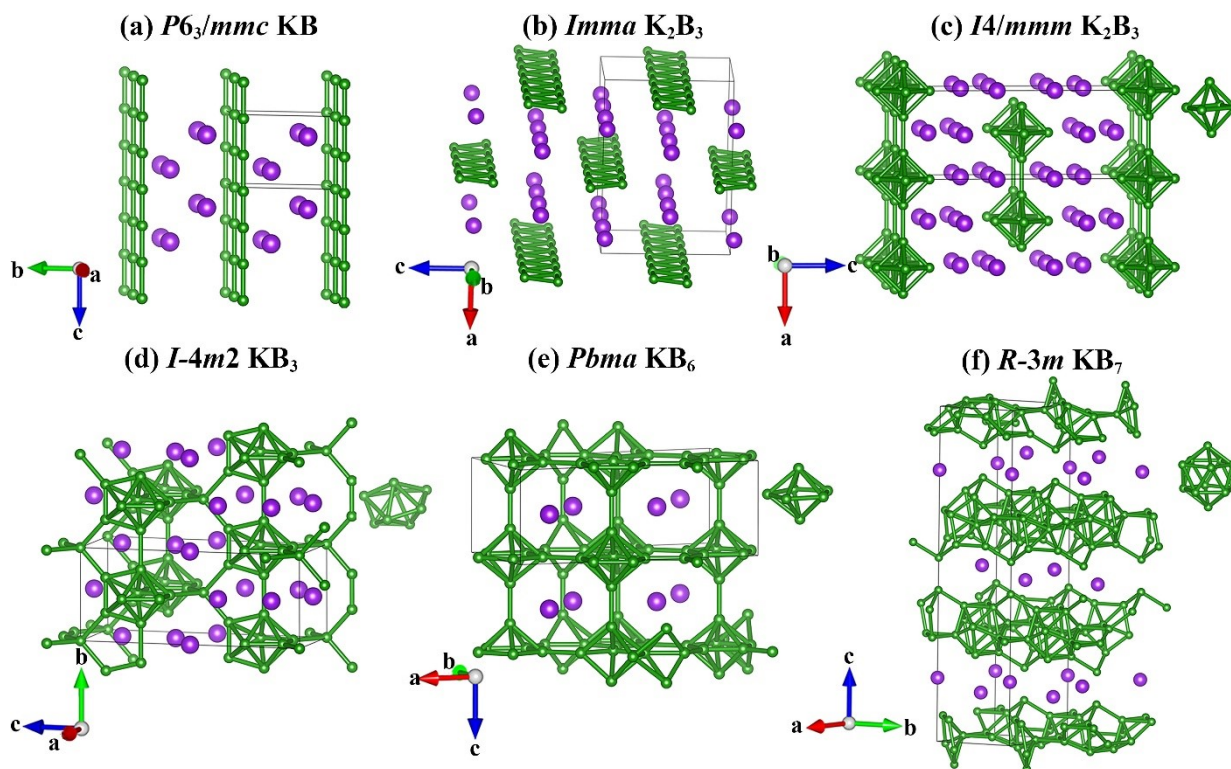 (a) P6₃/mmc KB
(b) Imma K₂B₃
(c) I4/mmm K₂B₃
b
a
c
c
b
a
b
c
a
(d) I-4m2 KB₃
(e) Pbma KB₆
(f) R-3m KB₇
b
c
a
b
a
c
c
a
b